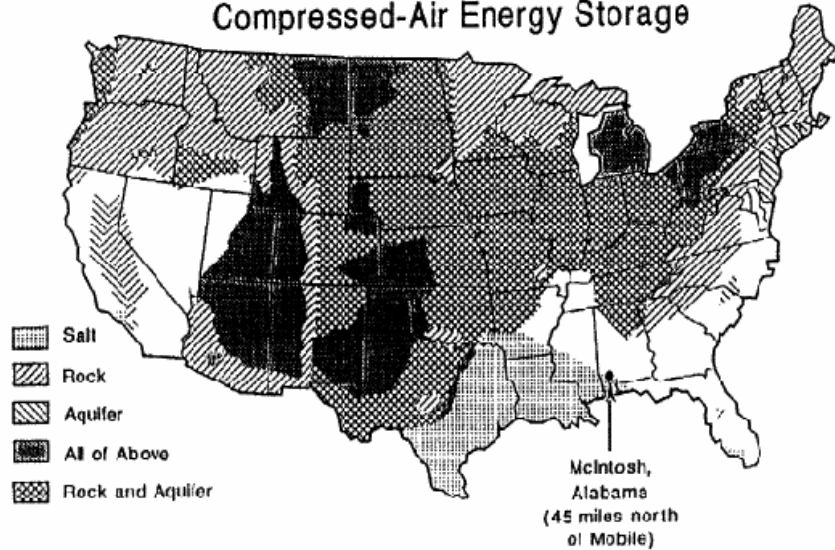 Compressed-Air Energy Storage
Salt
Rock
Aquifer
All of Above
Rock and Aquifer
McIntosh,
Alabama
(45 miles north
of Mobile)